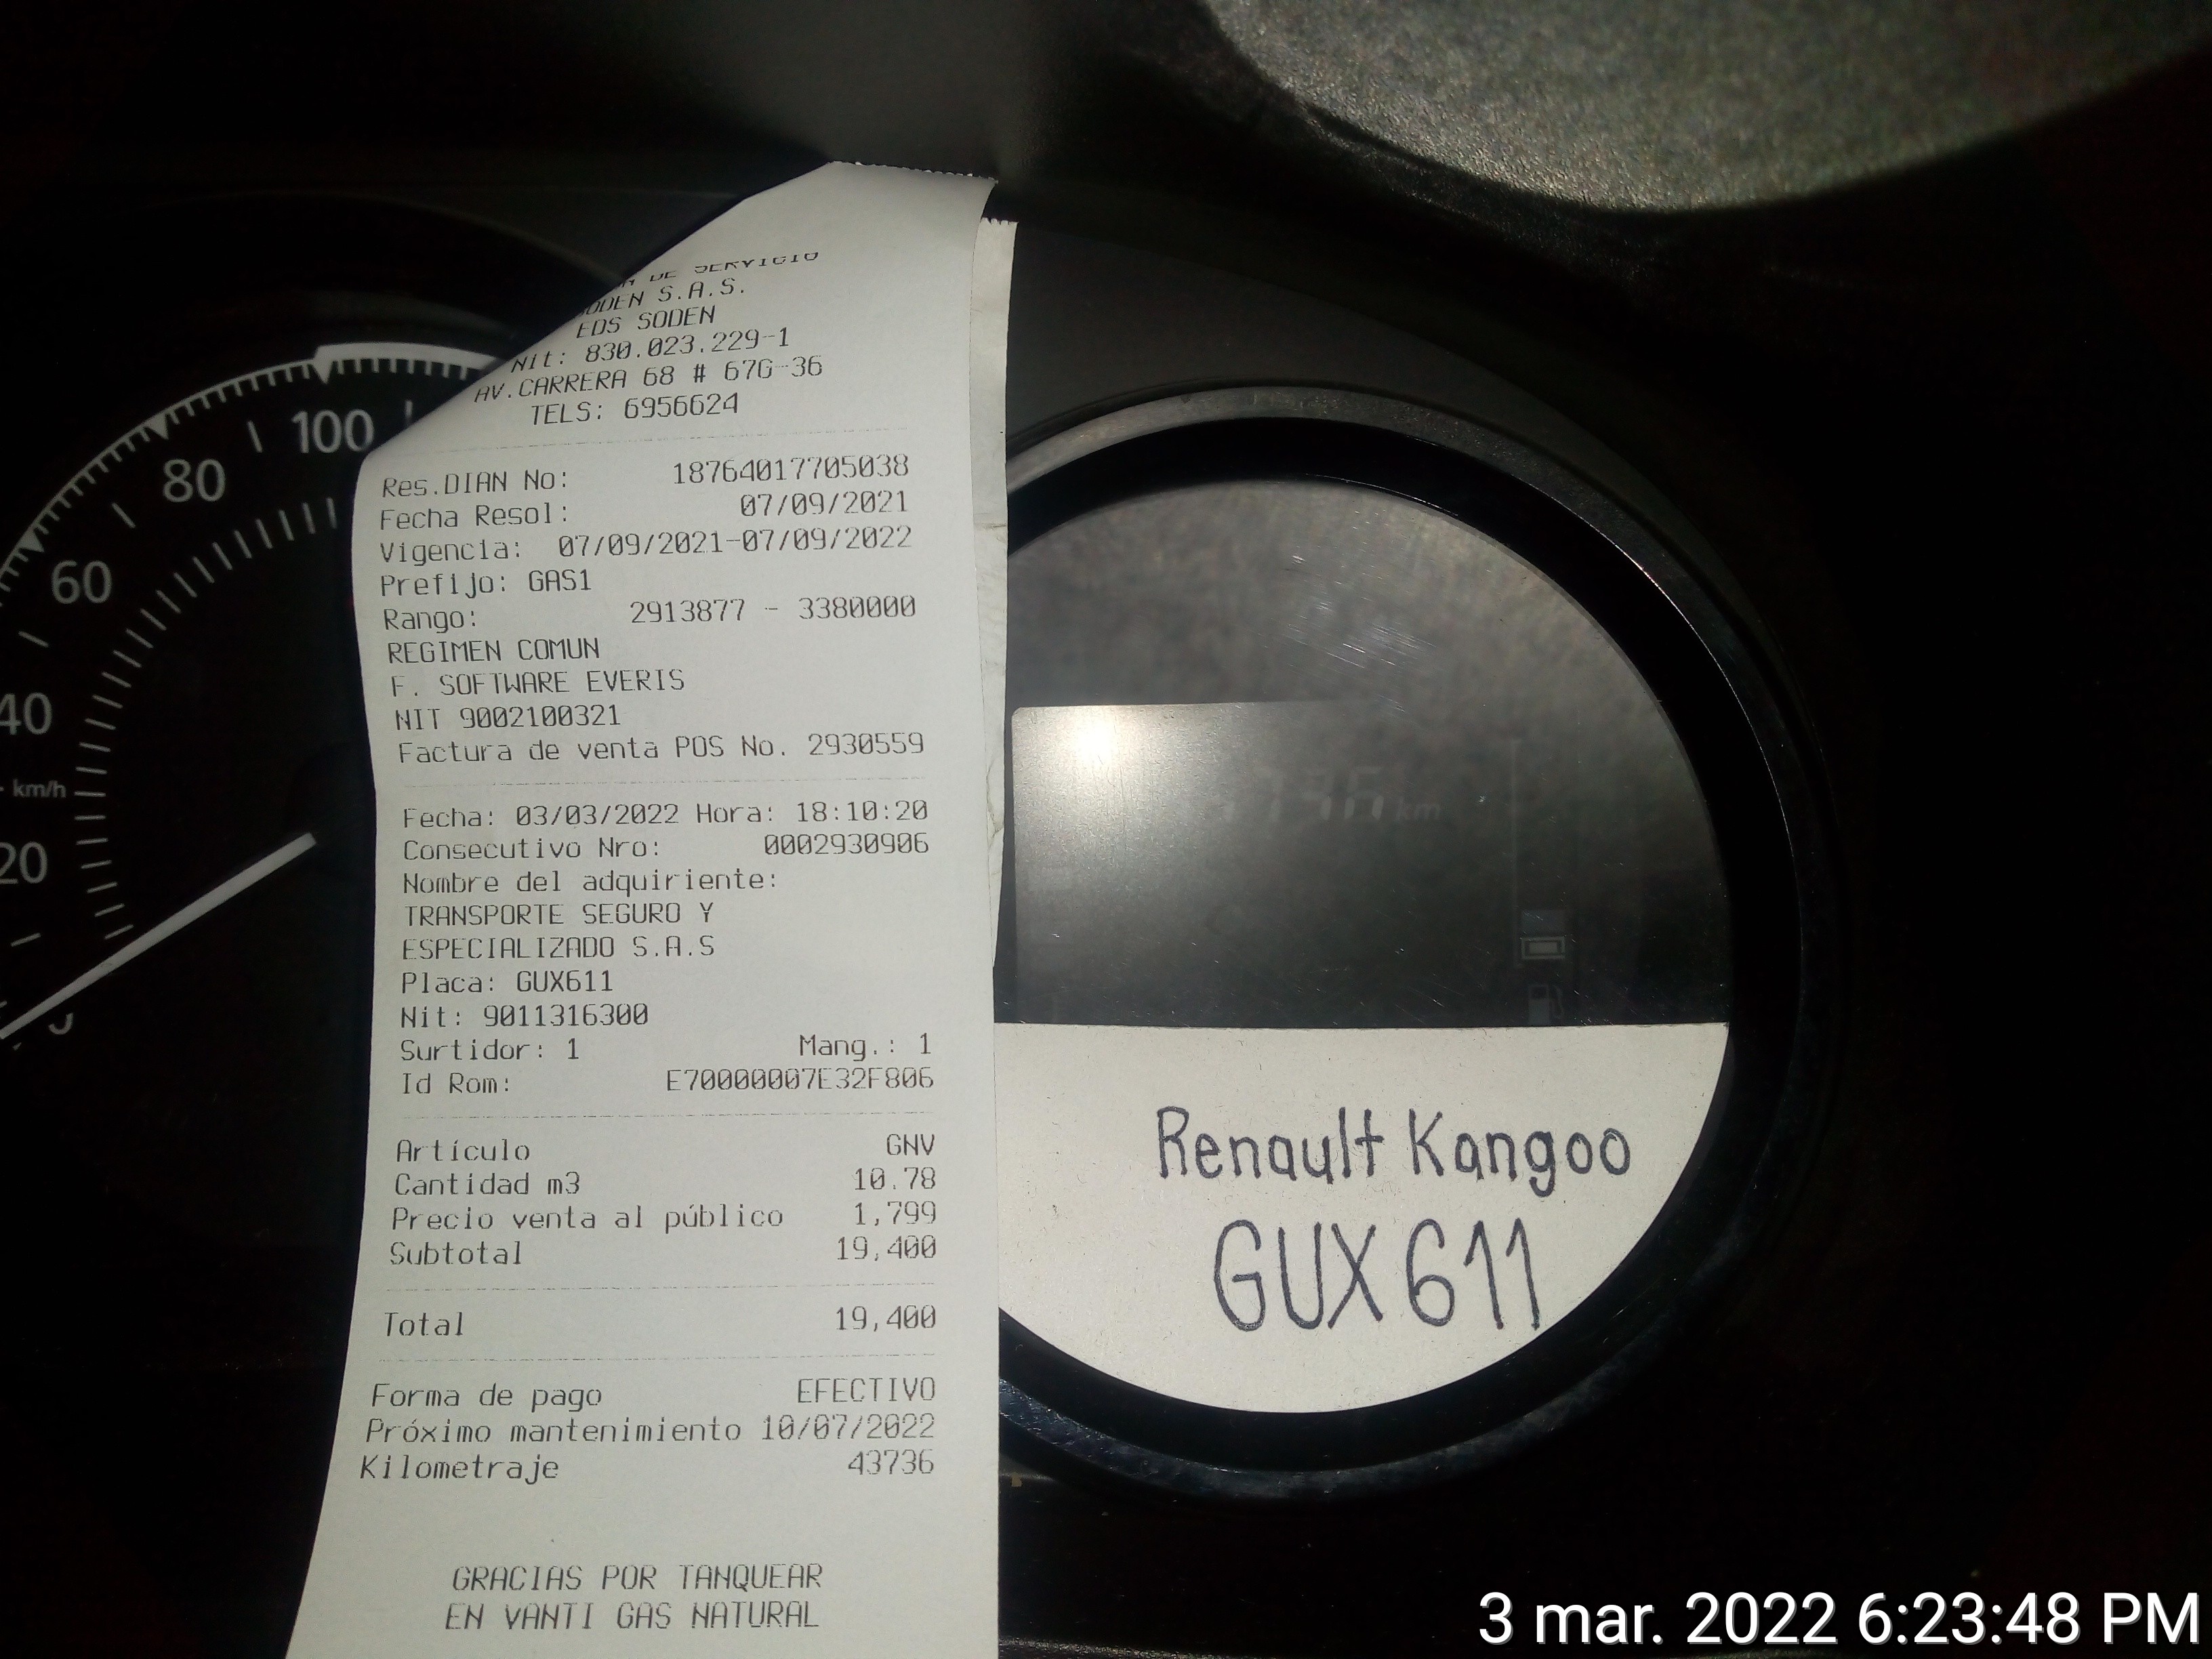 DE SERVICIO
SODEN S.A.S.
EDS SODEN
Nit: 830.023.229-1
AV.CARRERA 68 # 67G-36
TELS: 6956624
Res.DIAN No: 18764017705038
Fecha Resol: 07/09/2021
Vigencia: 07/09/2021-07/09/2022
Prefijo: GAS1
Rango: 2913877 - 3380000
REGIMEN COMUN
F. SOFTWARE EVERIS
NIT 9002100321
Factura de venta POS No. 2930559
Fecha: 03/03/2022 Hora: 18:10:20
Consecutivo Nro: 0002930906
Nombre del adquiriente:
TRANSPORTE SEGURO Y
ESPECIALIZADO S.A.S
Placa: GUX611
Nit: 9011316300
Surtidor: 1 Mang.: 1
Id Rom: E70000007E32F806
Artículo GNV
Cantidad m3 10.78
Precio venta al público 1,799
Subtotal 19,400
Total 19,400
Forma de pago EFECTIVO
Próximo mantenimiento 10/07/2022
Kilometraje 43736
GRACIAS POR TANQUEAR
EN VANTI GAS NATURAL
100
80
60
40
km/h
20
km
Renault Kangoo
GUX 611
3 mar. 2022 6:23:48 PM